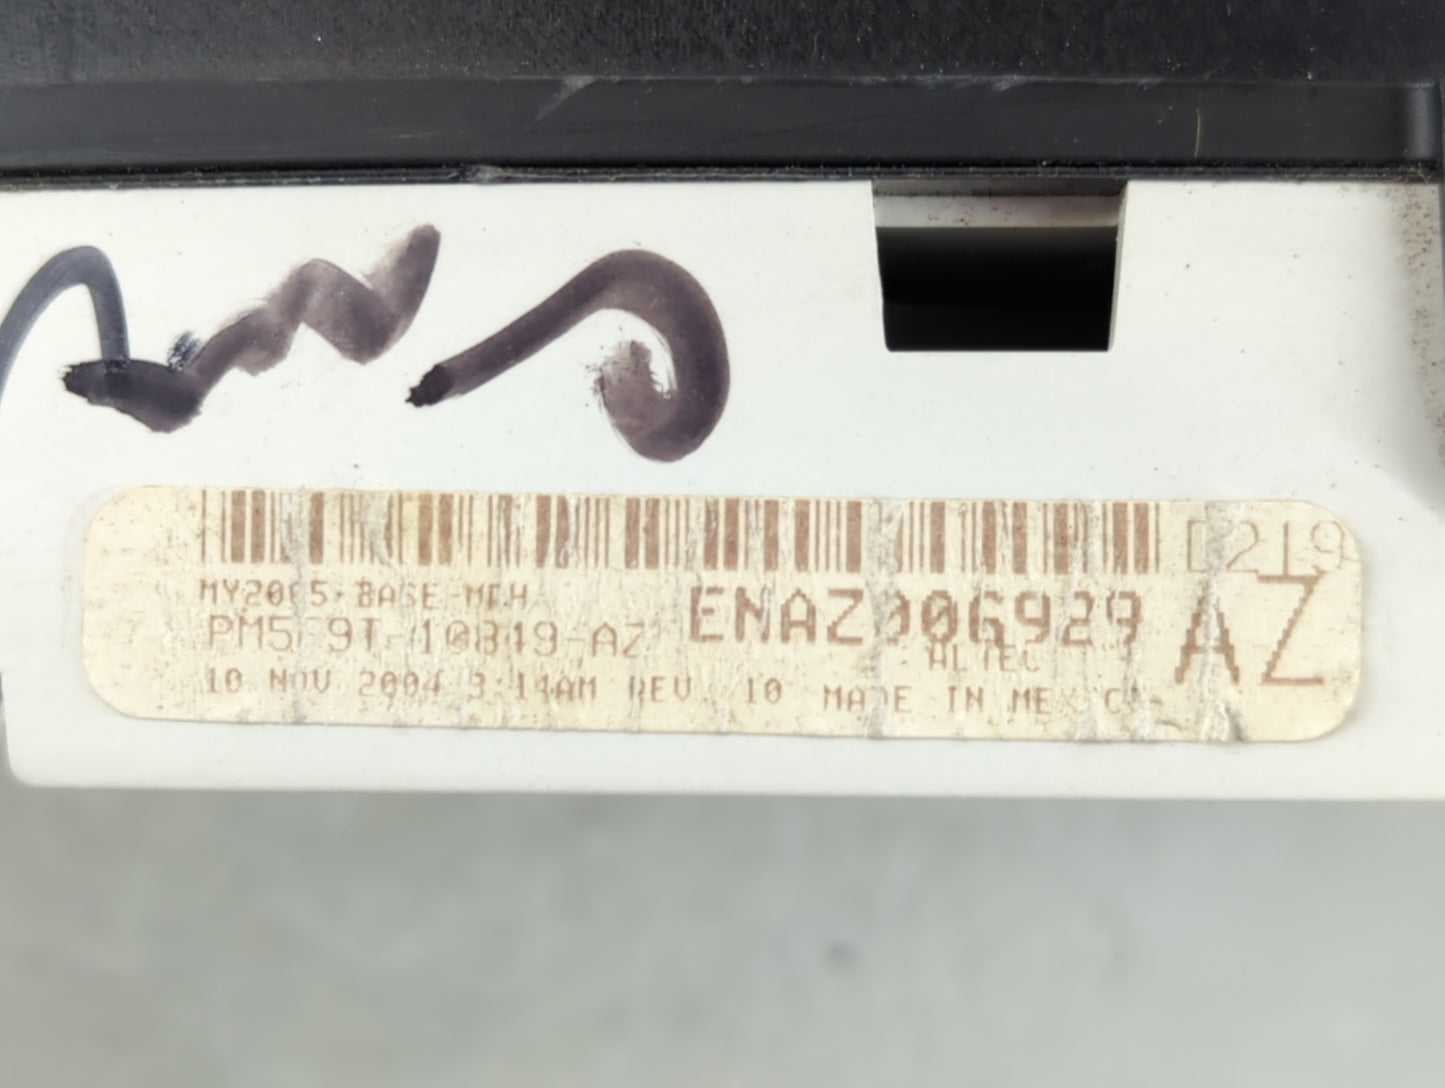 D219
MY2005 BASE-MECH
PM5F9T-10849-AZ
ENAZ006929
AZ
ALTEC
10 NOV 2004 3:14AM REV. 10 MADE IN MEXICO